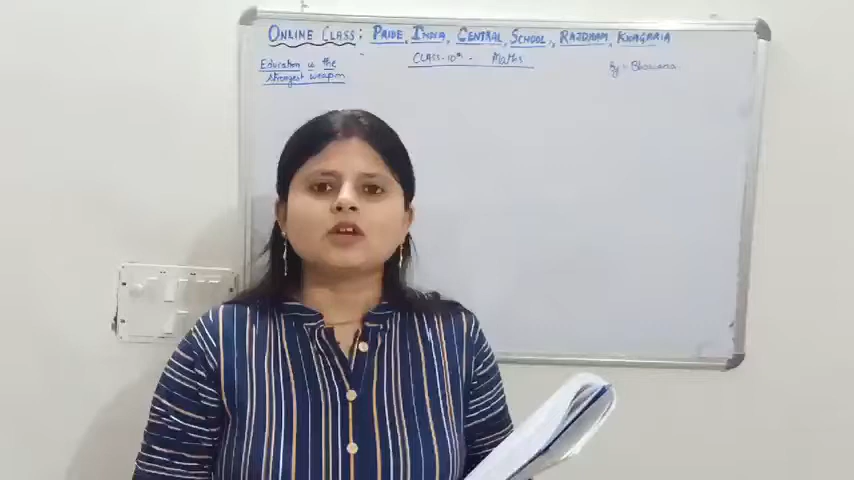 ONLINE CLASS: PRIDE INDIA, CENTRAL, SCHOOL, RAJDHAM, KHAGARIA
Education is the
strongest weapon
CLASS-10th - Maths
By - Bhawana